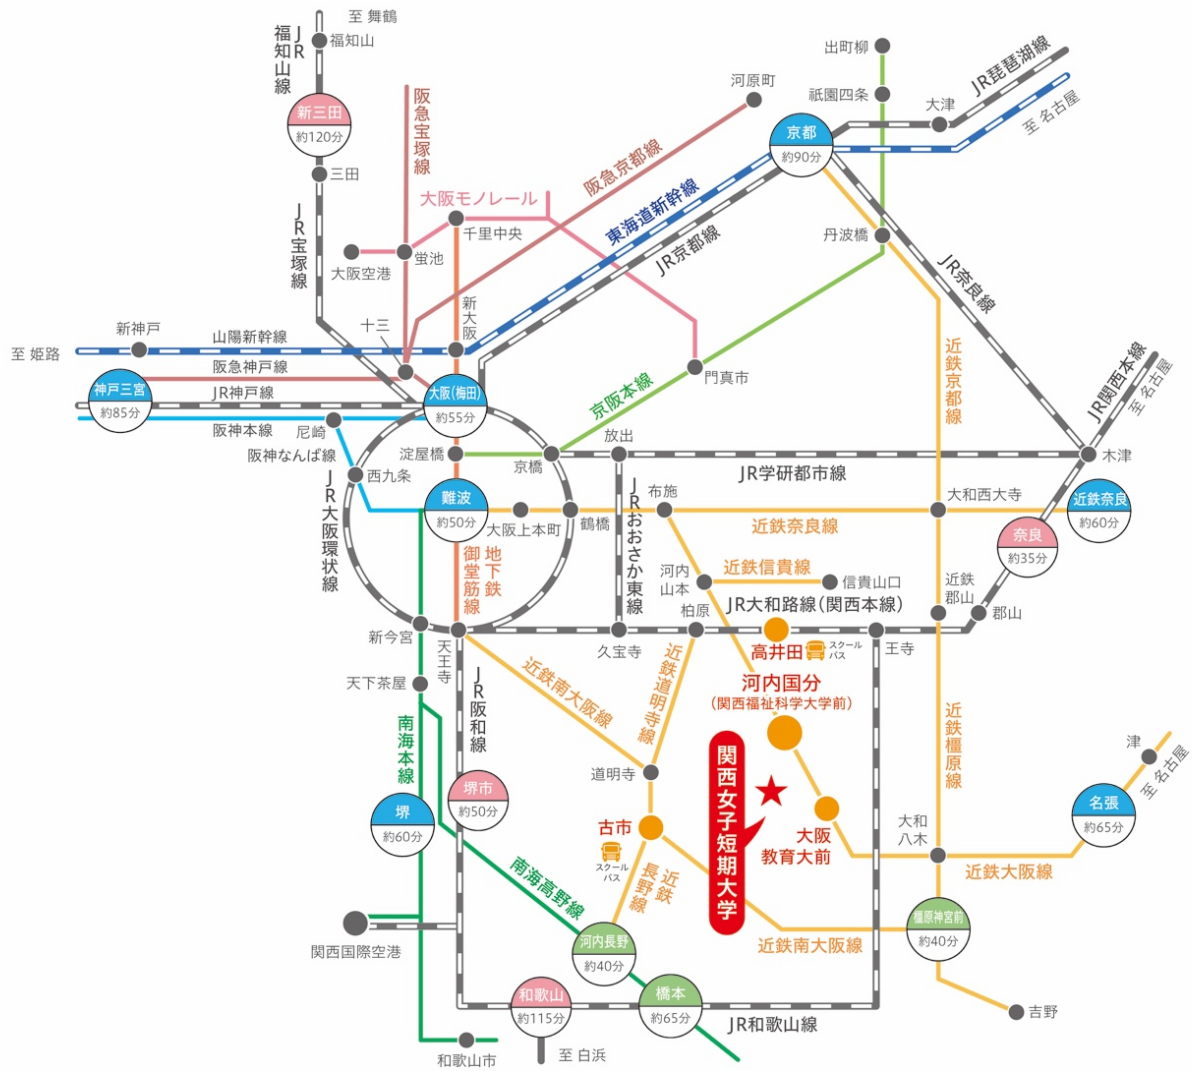 至 舞鶴
福知山
JR福知山線
新三田
約120分
三田
JR宝塚線
阪急宝塚線
大阪モノレール
千里中央
大阪空港
蛍池
河原町
阪急京都線
東海道新幹線
JR京都線
出町柳
祇園四条
大津
JR琵琶湖線
至 名古屋
京都
約90分
丹波橋
JR奈良線
新大阪
十三
新神戸
山陽新幹線
至 姫路
阪急神戸線
神戸三宮
約85分
JR神戸線
阪神本線
尼崎
大阪(梅田)
約55分
門真市
京阪本線
近鉄京都線
JR関西本線
至 名古屋
阪神なんば線
西九条
淀屋橋
京橋
放出
JR学研都市線
木津
JR大阪環状線
難波
約50分
大阪上本町
鶴橋
布施
JRおおさか東線
近鉄奈良線
大和西大寺
近鉄奈良
約60分
奈良
約35分
地下鉄
御堂筋線
河内
山本
近鉄信貴線
信貴山口
近鉄
郡山
郡山
柏原
JR大和路線(関西本線)
新今宮
天王寺
久宝寺
高井田
スクール
バス
王寺
天下茶屋
JR阪和線
近鉄南大阪線
近鉄道明寺線
河内国分
(関西福祉科学大学前)
南海本線
近鉄橿原線
津
至 名古屋
道明寺
関西女子短期大学
堺市
約50分
堺
約60分
古市
スクール
バス
大阪
教育大前
大和
八木
名張
約65分
近鉄大阪線
南海高野線
近鉄
長野線
関西国際空港
河内長野
約40分
近鉄南大阪線
橿原神宮前
約40分
和歌山
約115分
橋本
約65分
JR和歌山線
吉野
和歌山市
至 白浜